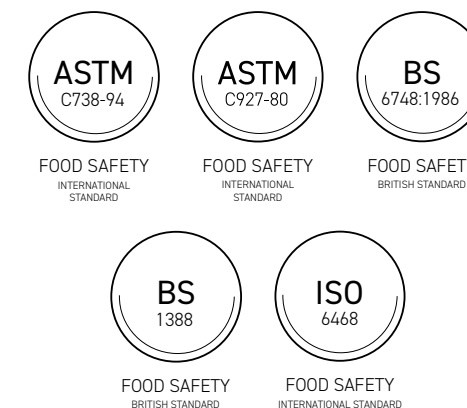 ASTM
C738-94
FOOD SAFETY
INTERNATIONAL
STANDARD
ASTM
C927-80
FOOD SAFETY
INTERNATIONAL
STANDARD
BS
6748:1986
FOOD SAFET
BRITISH STANDARD
BS
1388
FOOD SAFETY
BRITISH STANDARD
ISO
6468
FOOD SAFETY
INTERNATIONAL STANDARD